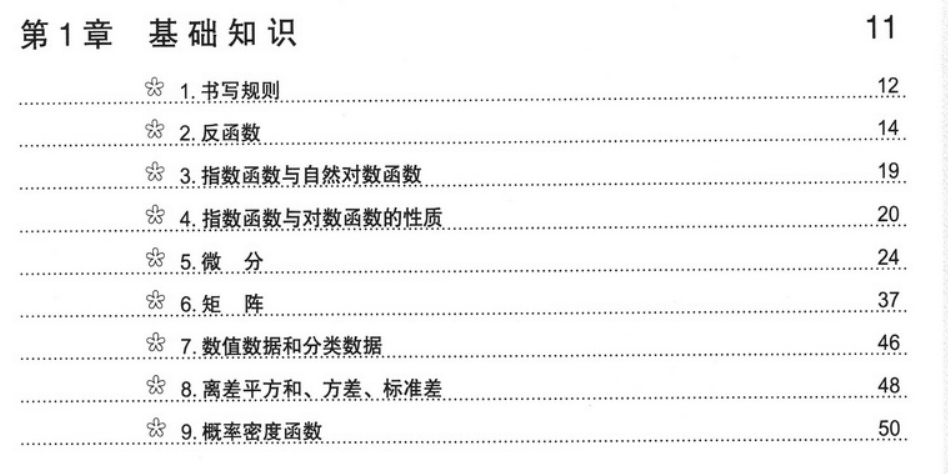 第1章 基础知识 11
1. 书写规则 12
2. 反函数 14
3. 指数函数与自然对数函数 19
4. 指数函数与对数函数的性质 20
5. 微 分 24
6. 矩 阵 37
7. 数值数据和分类数据 46
8. 离差平方和、方差、标准差 48
9. 概率密度函数 50